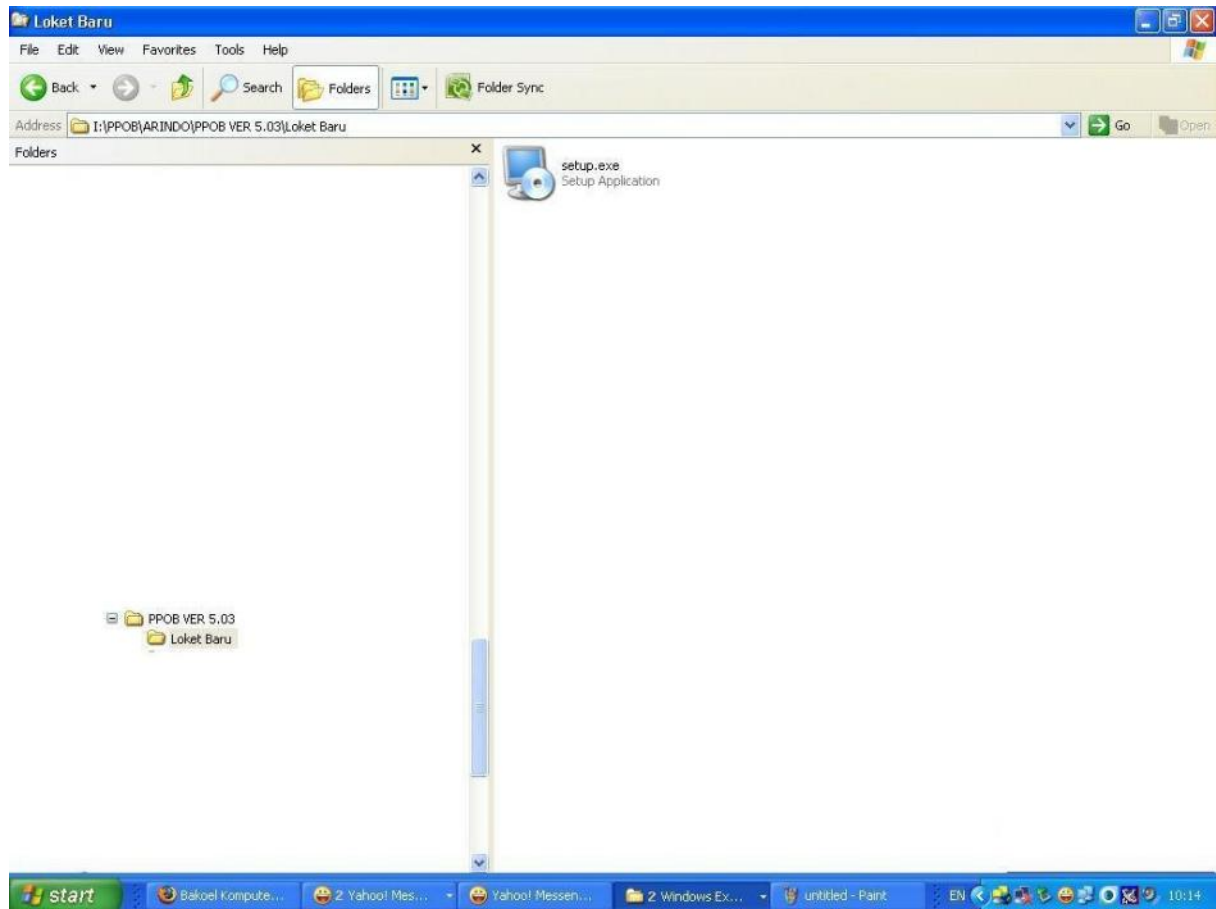 Loket Baru
File Edit View Favorites Tools Help
Back Search Folders Folder Sync
Address I:\PPOB\ARINDO\PPOB VER 5.03\Loket Baru Go Open
Folders
setup.exe
Setup Application
PPOB VER 5.03
Loket Baru
start Bakoel Kompute... 2 Yahoo! Mes... Yahoo! Messen... 2 Windows Ex... untitled - Paint EN 10:14